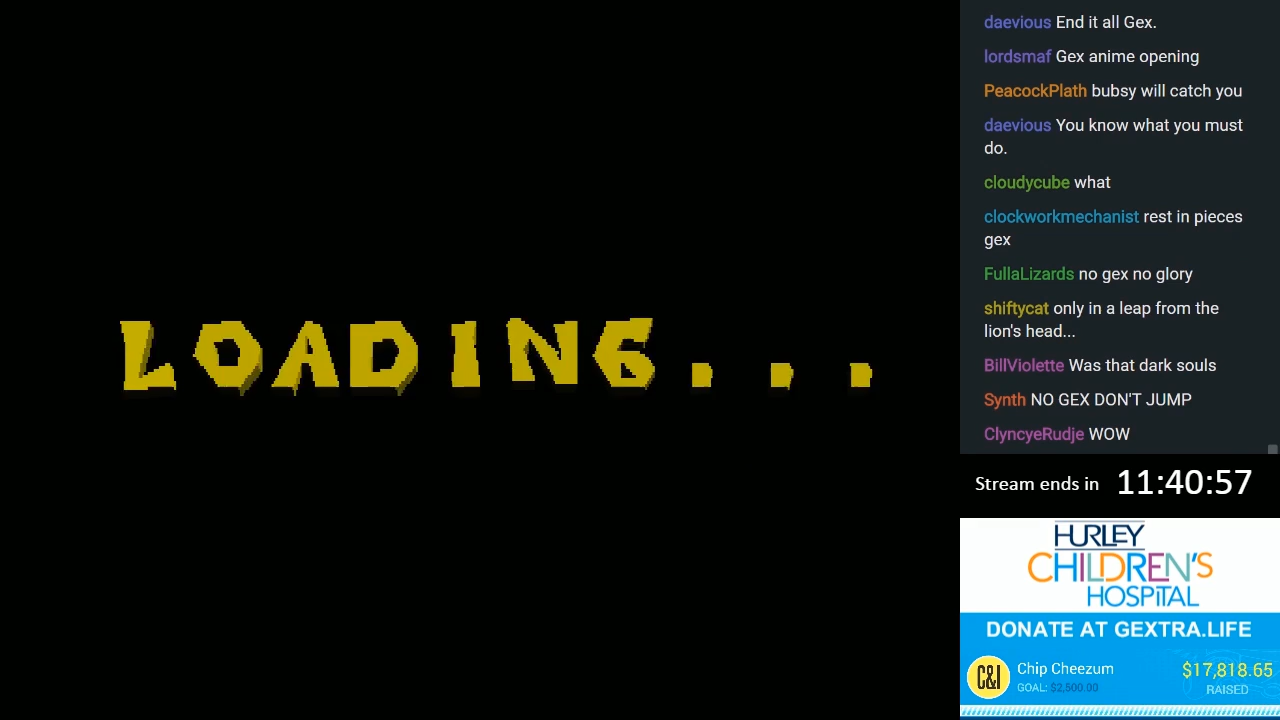 LOADING...
daevious End it all Gex.
lordsmaf Gex anime opening
PeacockPlath bubsy will catch you
daevious You know what you must
do.
cloudycube what
clockworkmechanist rest in pieces
gex
FullaLizards no gex no glory
shiftycat only in a leap from the
lion's head...
BillViolette Was that dark souls
Synth NO GEX DON'T JUMP
ClyncyeRudje WOW
Stream ends in 11:40:57
HURLEY
CHILDREN'S
HOSPITAL
DONATE AT GEXTRA.LIFE
C&I Chip Cheezum $17,818.65
GOAL: $2,500.00 RAISED